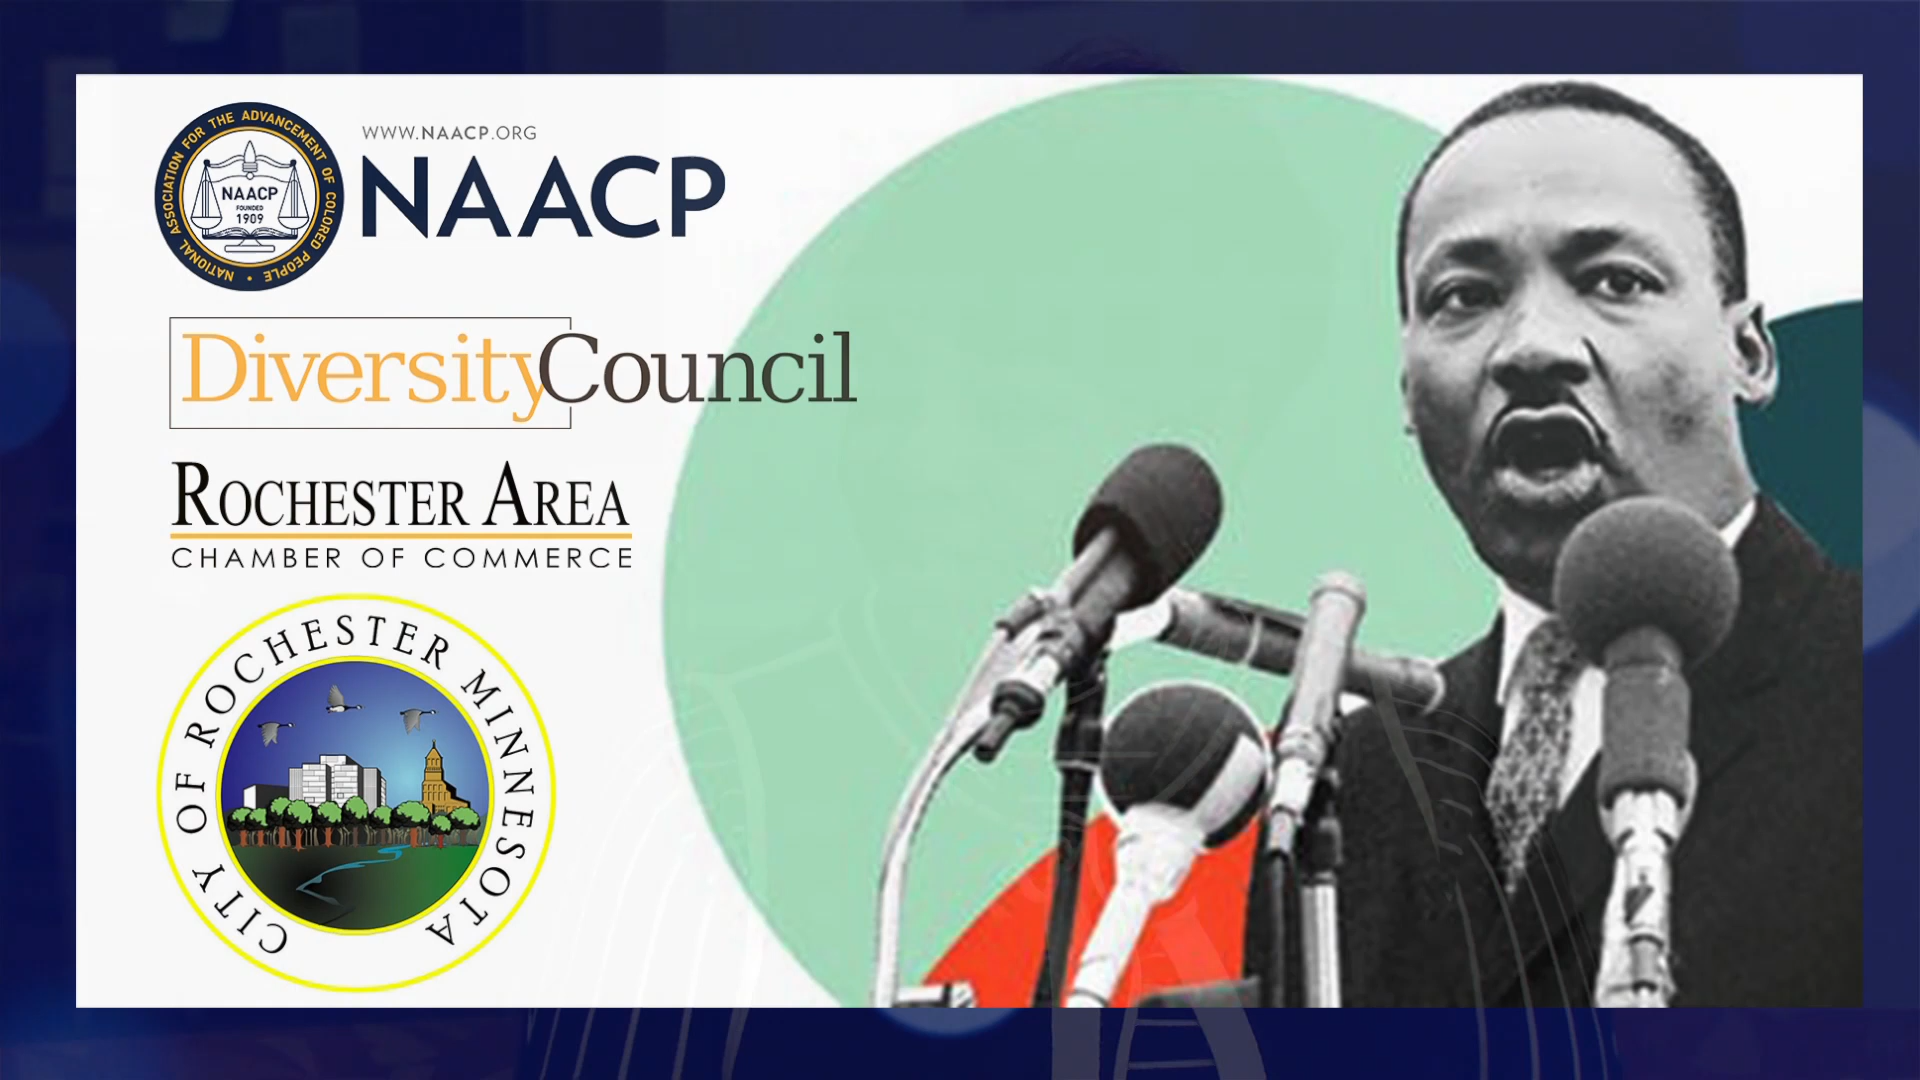 NATIONAL ASSOCIATION FOR THE ADVANCEMENT OF COLORED PEOPLE •
NAACP
FOUNDED
1909
WWW.NAACP.ORG
NAACP
DiversityCouncil
ROCHESTER AREA
CHAMBER OF COMMERCE
CITY OF ROCHESTER MINNESOTA